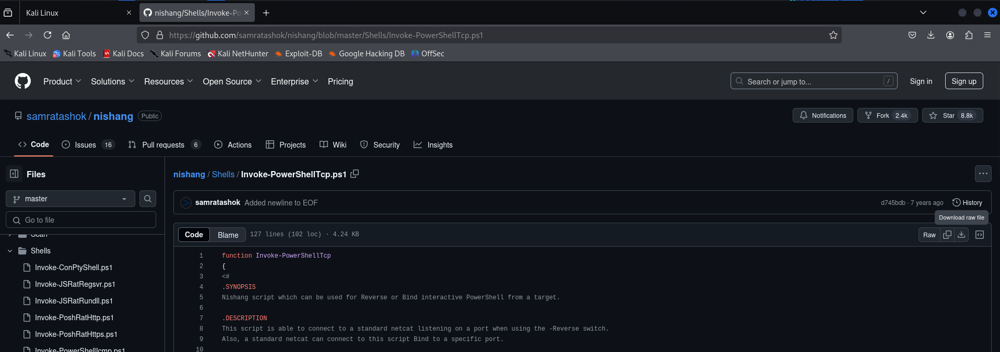 Kali Linux
nishang/Shells/Invoke-Po
https://github.com/samratashok/nishang/blob/master/Shells/Invoke-PowerShellTcp.ps1
Kali Linux Kali Tools Kali Docs Kali Forums Kali NetHunter Exploit-DB Google Hacking DB OffSec
Product Solutions Resources Open Source Enterprise Pricing Search or jump to... / Sign in Sign up
samratashok / nishang Public Notifications Fork 2.4k Star 8.8k
Code Issues 16 Pull requests 6 Actions Projects Wiki Security Insights
Files
master
Go to file
Scan
Shells
Invoke-ConPtyShell.ps1
Invoke-JSRatRegsvr.ps1
Invoke-JSRatRundll.ps1
Invoke-PoshRatHttp.ps1
Invoke-PoshRatHttps.ps1
Invoke-PowerShellIcmp.ps1
nishang / Shells / Invoke-PowerShellTcp.ps1
samratashok Added newline to EOF d745bdb · 7 years ago History
Download raw file
Code Blame 127 lines (102 loc) · 4.24 KB Raw
1 function Invoke-PowerShellTcp
2 {
3 <#
4 .SYNOPSIS
5 Nishang script which can be used for Reverse or Bind interactive PowerShell from a target.
6
7 .DESCRIPTION
8 This script is able to connect to a standard netcat listening on a port when using the -Reverse switch.
9 Also, a standard netcat can connect to this script Bind to a specific port.
10